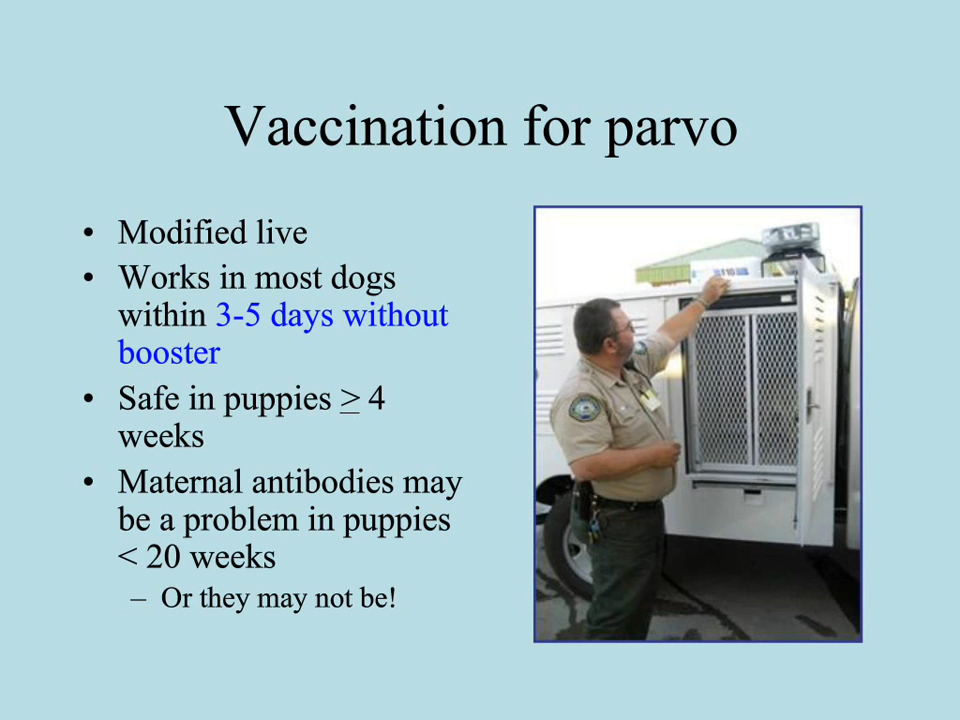 Vaccination for parvo
• Modified live
• Works in most dogs
within 3-5 days without
booster
• Safe in puppies ≥ 4
weeks
• Maternal antibodies may
be a problem in puppies
< 20 weeks
– Or they may not be!